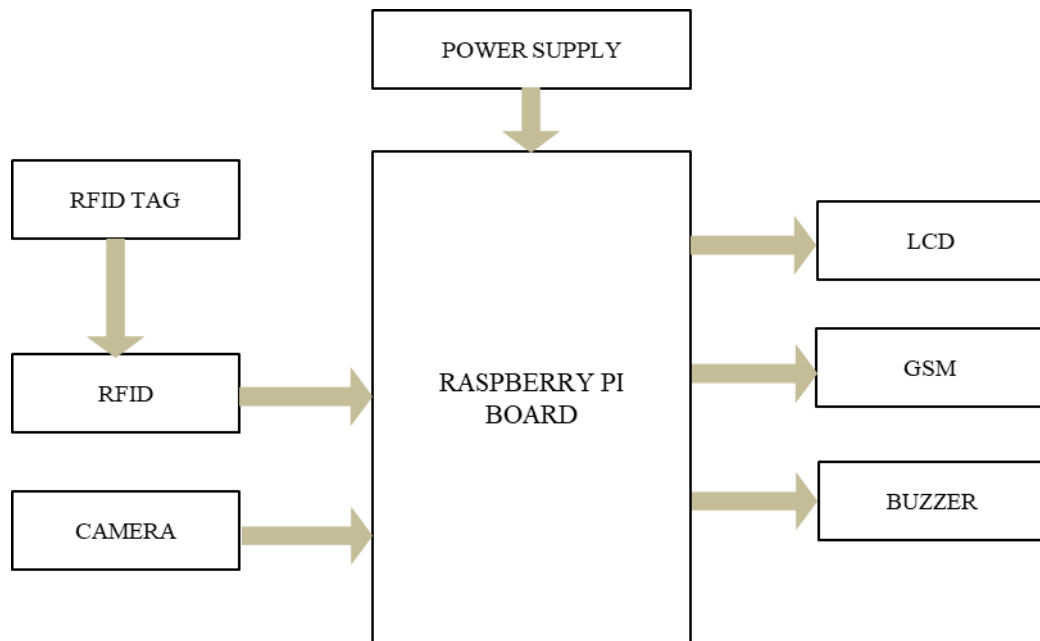 POWER SUPPLY
RFID TAG
LCD
RFID
RASPBERRY PI
BOARD
GSM
CAMERA
BUZZER